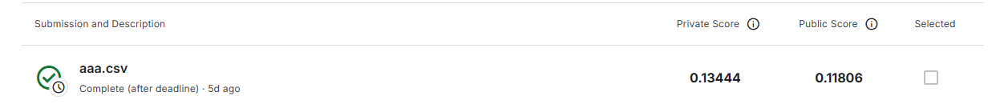 Submission and Description Private Score Public Score Selected
aaa.csv
0.13444 0.11806
Complete (after deadline) · 5d ago